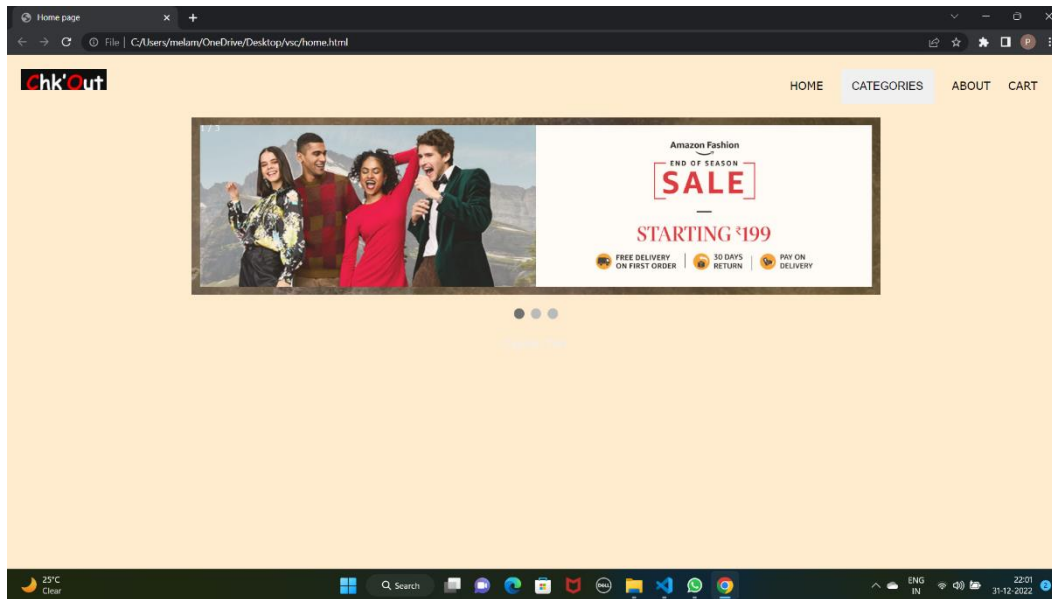 Home page
File | C:/Users/melam/OneDrive/Desktop/vsc/home.html
P
Chk'Out
HOME CATEGORIES ABOUT CART
1 / 3
Amazon Fashion
END OF SEASON
SALE
STARTING ₹199
FREE DELIVERY ON FIRST ORDER
30 DAYS RETURN
PAY ON DELIVERY
25°C
Clear
Search
DELL
ENG
IN
22:01
31-12-2022
2